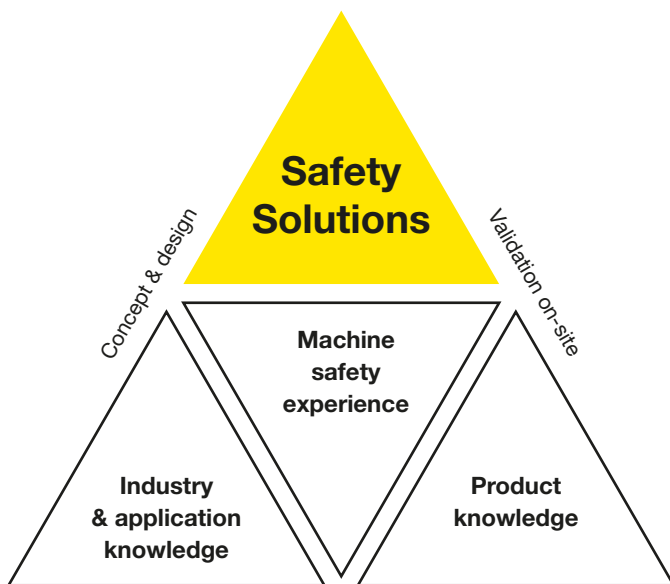 Safety
Solutions
Concept & design
Validation on-site
Machine
safety
experience
Industry
& application
knowledge
Product
knowledge